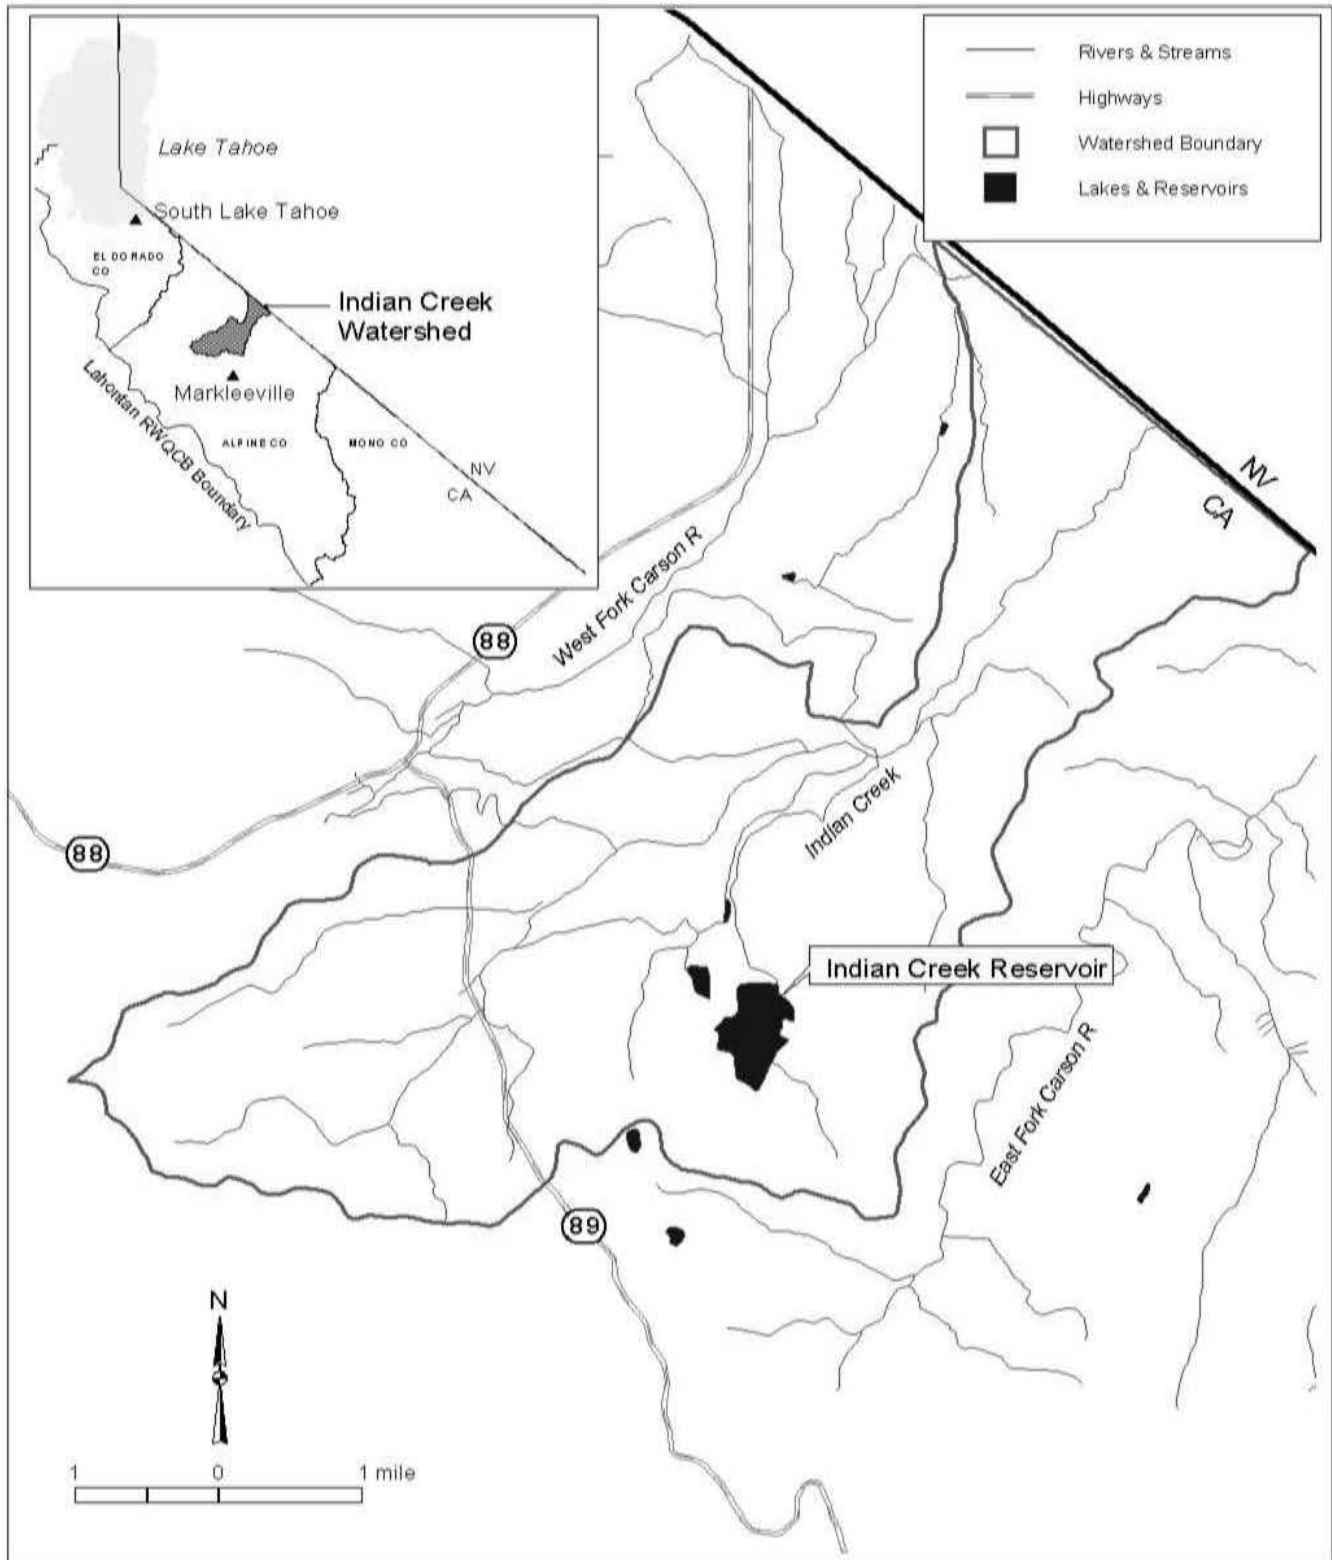 Lake Tahoe
South Lake Tahoe
EL DORADO
CO
Indian Creek
Watershed
Markleeville
Lahontan RWQCB Boundary
ALPINE CO
MONO CO
NV
CA
Rivers & Streams
Highways
Watershed Boundary
Lakes & Reservoirs
NV
CA
West Fork Carson R
88
88
Indian Creek
Indian Creek Reservoir
East Fork Carson R
89
N
1 0 1 mile